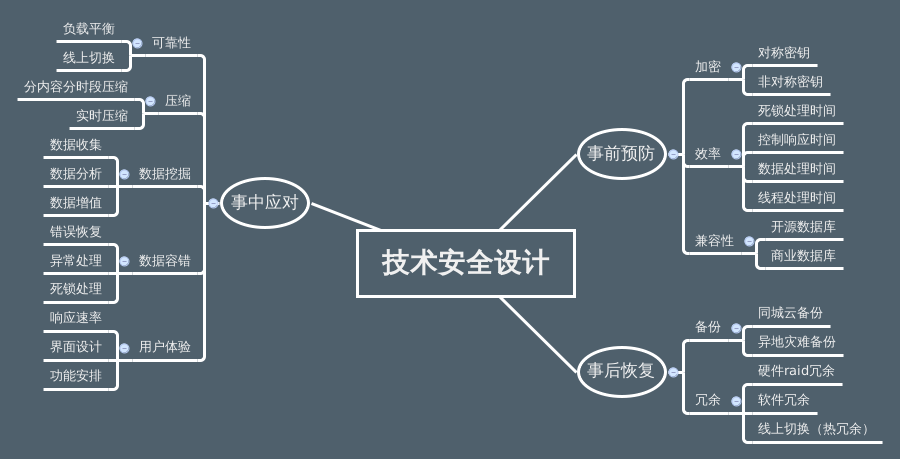 技术安全设计
事前预防
加密
对称密钥
非对称密钥
效率
死锁处理时间
控制响应时间
数据处理时间
线程处理时间
兼容性
开源数据库
商业数据库
事中应对
可靠性
负载平衡
线上切换
压缩
分内容分时段压缩
实时压缩
数据挖掘
数据收集
数据分析
数据增值
数据容错
错误恢复
异常处理
死锁处理
用户体验
响应速率
界面设计
功能安排
事后恢复
备份
同城云备份
异地灾难备份
冗余
硬件raid冗余
软件冗余
线上切换（热冗余）